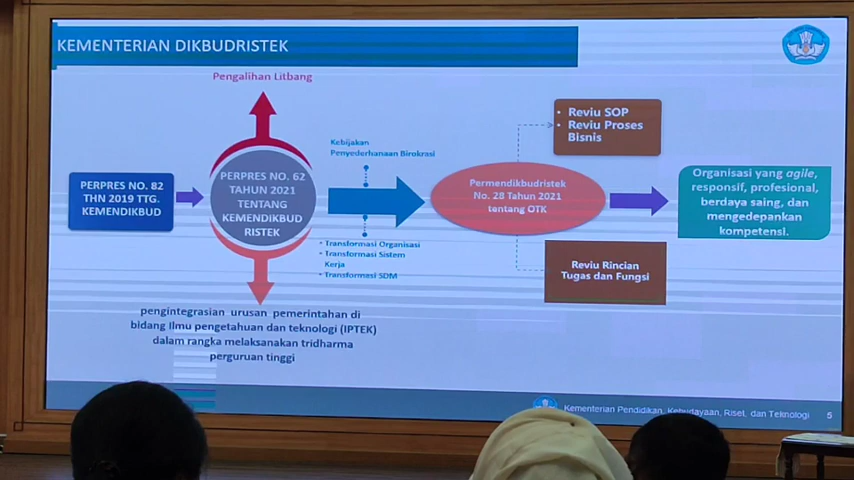 KEMENTERIAN DIKBUDRISTEK
Pengalihan Litbang
PERPRES NO. 82
THN 2019 TTG.
KEMENDIKBUD
PERPRES NO. 62
TAHUN 2021
TENTANG
KEMENDIKBUD
RISTEK
pengintegrasian urusan pemerintahan di
bidang Ilmu pengetahuan dan teknologi (IPTEK)
dalam rangka melaksanakan tridharma
perguruan tinggi
Kebijakan
Penyederhanaan Birokrasi
• Transformasi Organisasi
• Transformasi Sistem
Kerja
• Transformasi SDM
Permendikbudristek
No. 28 Tahun 2021
tentang OTK
• Reviu SOP
• Reviu Proses
Bisnis
Reviu Rincian
Tugas dan Fungsi
Organisasi yang agile,
responsif, profesional,
berdaya saing, dan
mengedepankan
kompetensi.
Kementerian Pendidikan, Kebudayaan, Riset, dan Teknologi 5